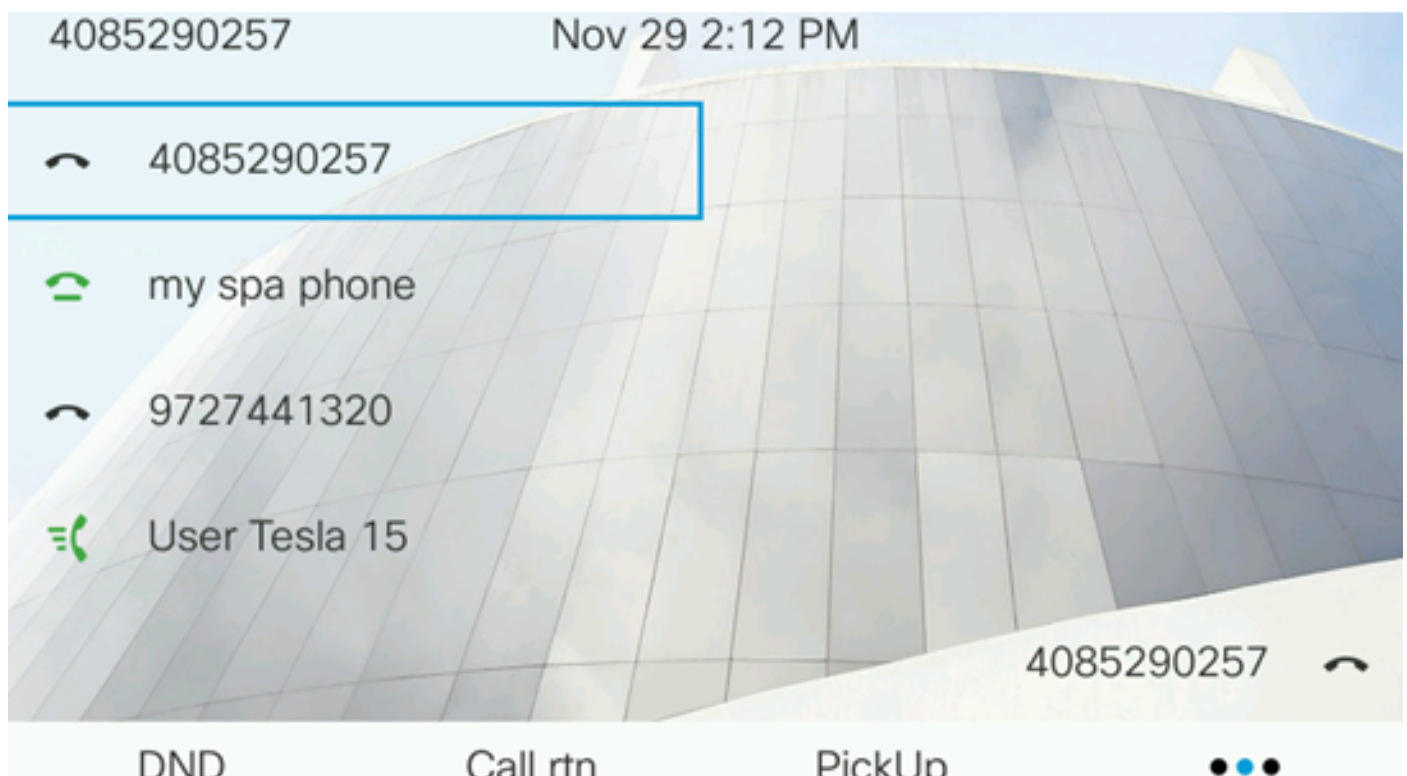 4085290257 Nov 29 2:12 PM
4085290257
my spa phone
9727441320
User Tesla 15
4085290257
DND Call rtn PickUp